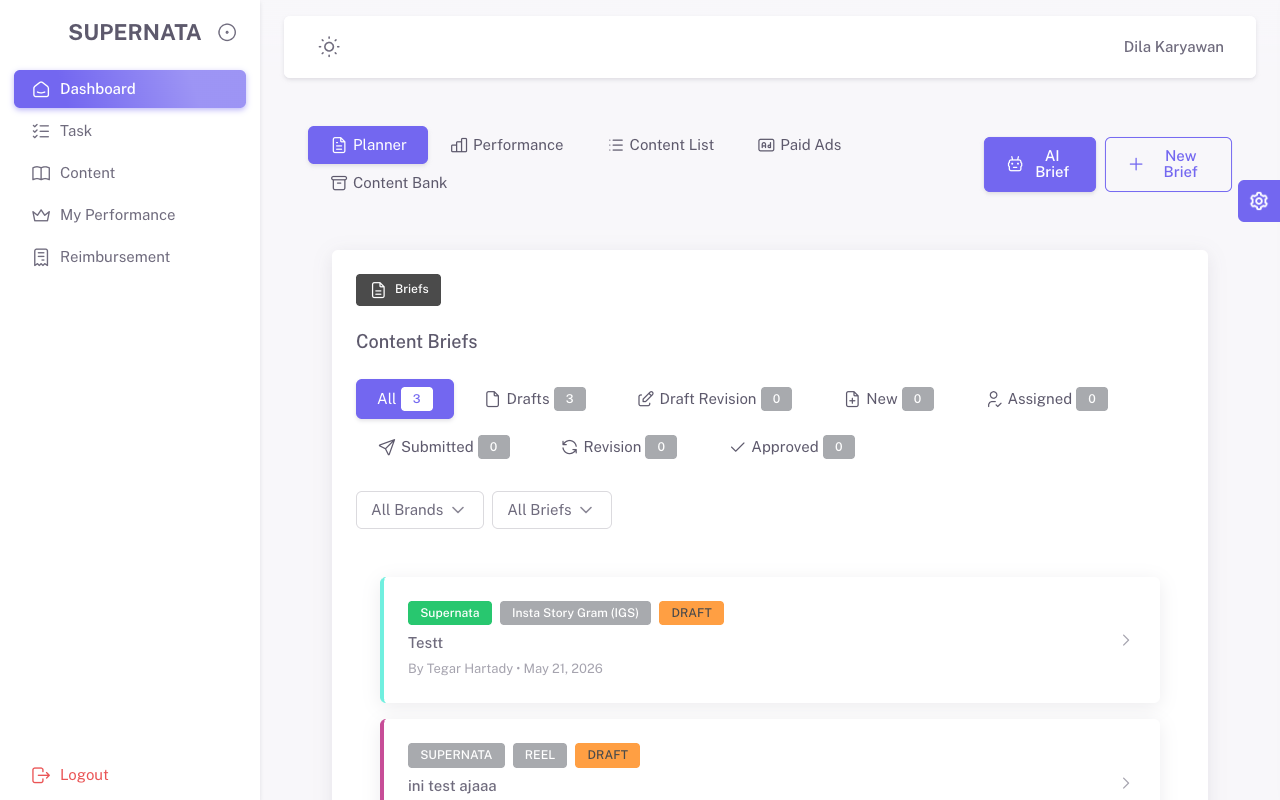 SUPERNATA
Dashboard
Task
Content
My Performance
Reimbursement
Logout
Dila Karyawan
Planner
Performance
Content List
Paid Ads
Content Bank
AI Brief
New Brief
Briefs
Content Briefs
All 3
Drafts 3
Draft Revision 0
New 0
Assigned 0
Submitted 0
Revision 0
Approved 0
All Brands
All Briefs
Supernata Insta Story Gram (IGS) DRAFT
Testt
By Tegar Hartady • May 21, 2026
SUPERNATA REEL DRAFT
ini test ajaaa